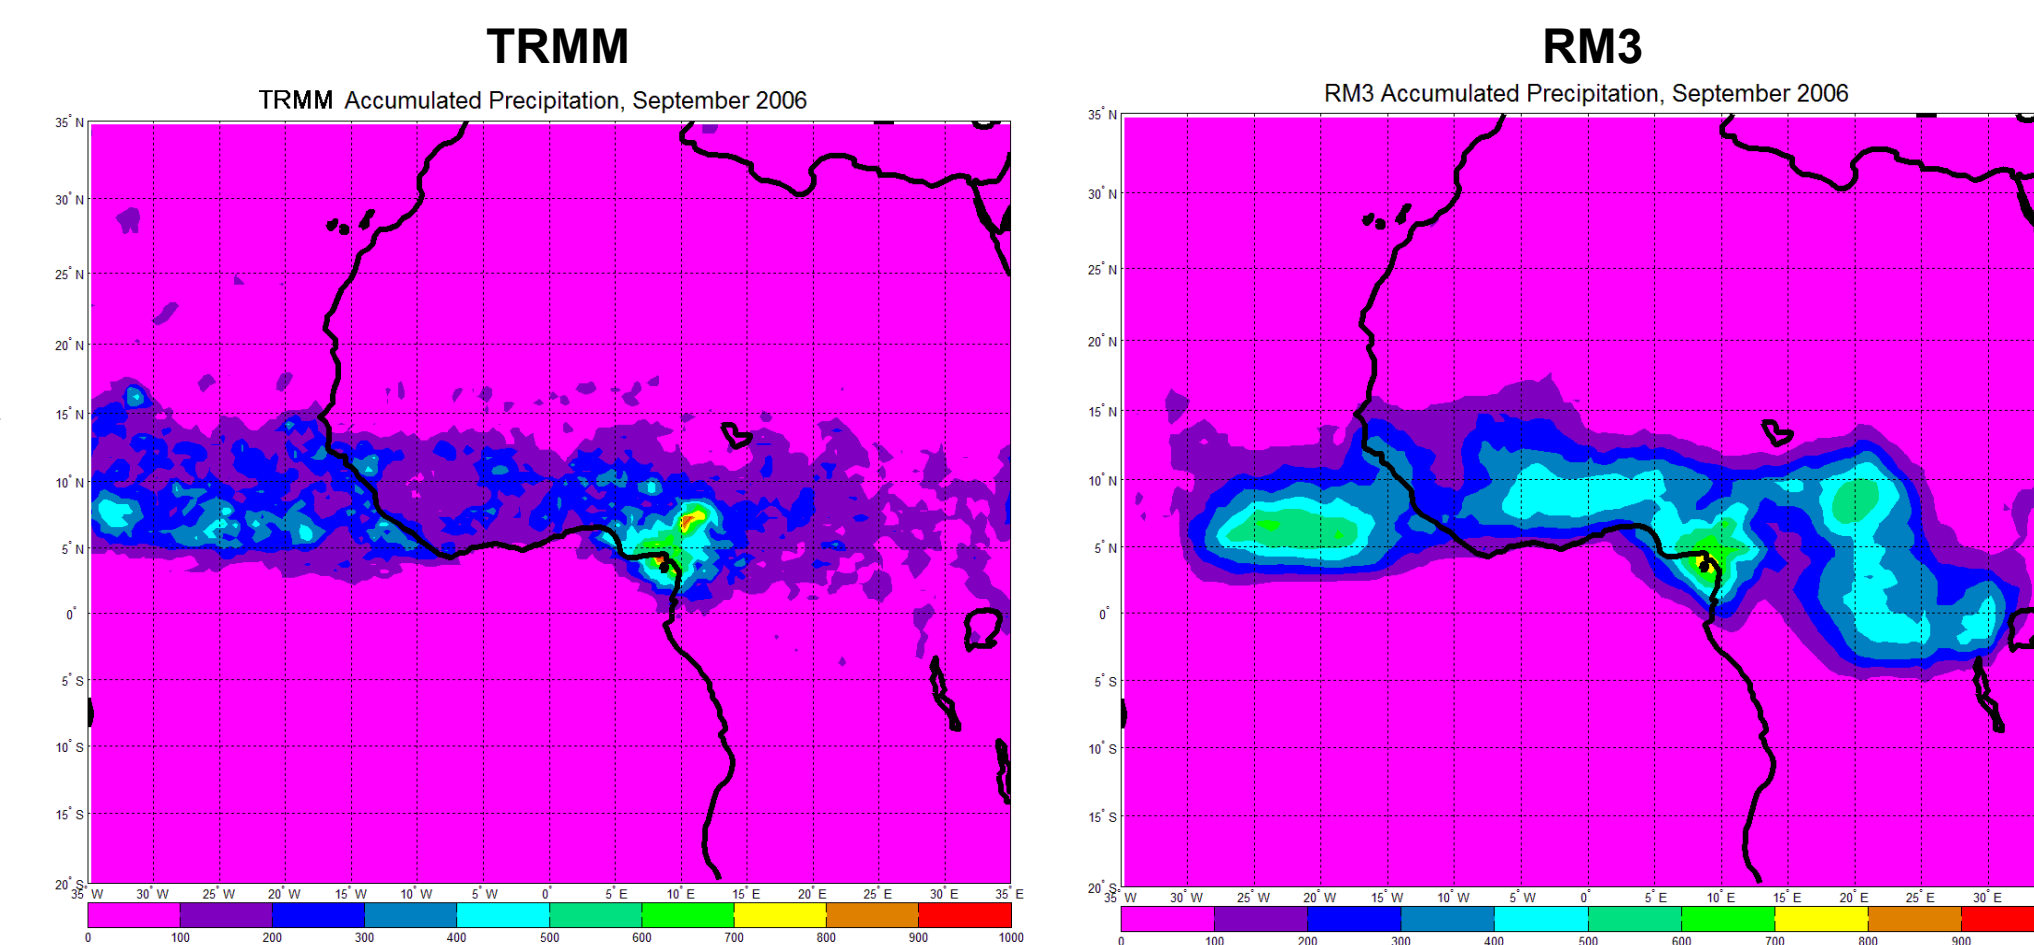 TRMM
TRMM Accumulated Precipitation, September 2006
35° N
30° N
25° N
20° N
15° N
10° N
5° N
0°
5° S
10° S
15° S
20° S
35° W 30° W 25° W 20° W 15° W 10° W 5° W 0° 5° E 10° E 15° E 20° E 25° E 30° E 35° E
0 100 200 300 400 500 600 700 800 900 1000
RM3
RM3 Accumulated Precipitation, September 2006
35° N
30° N
25° N
20° N
15° N
10° N
5° N
0°
5° S
10° S
15° S
20° S
35° W 30° W 25° W 20° W 15° W 10° W 5° W 0° 5° E 10° E 15° E 20° E 25° E 30° E
0 100 200 300 400 500 600 700 800 900